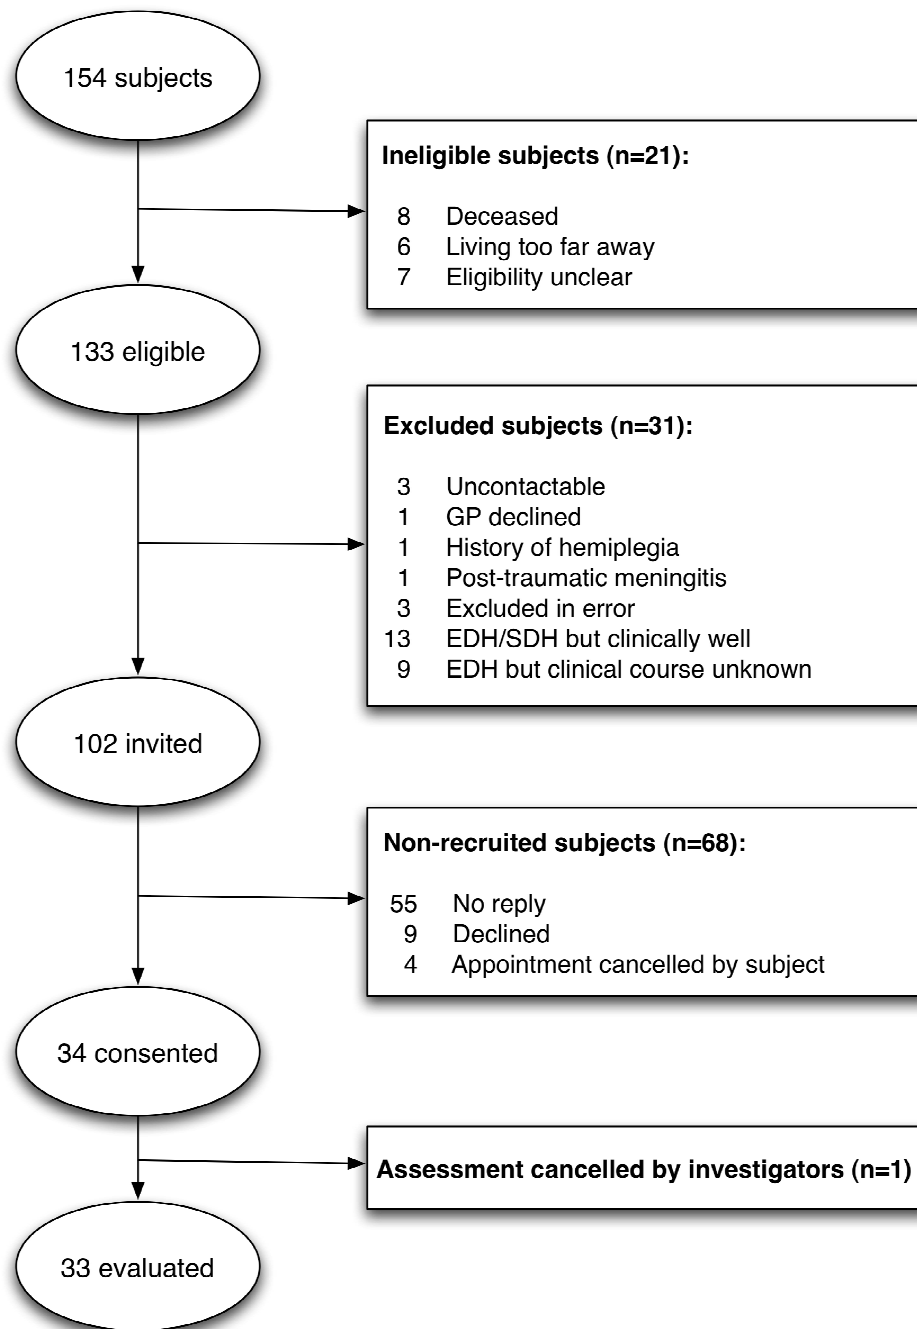 154 subjects
Ineligible subjects (n=21):
8 Deceased
6 Living too far away
7 Eligibility unclear
133 eligible
Excluded subjects (n=31):
3 Uncontactable
1 GP declined
1 History of hemiplegia
1 Post-traumatic meningitis
3 Excluded in error
13 EDH/SDH but clinically well
9 EDH but clinical course unknown
102 invited
Non-recruited subjects (n=68):
55 No reply
9 Declined
4 Appointment cancelled by subject
34 consented
Assessment cancelled by investigators (n=1)
33 evaluated